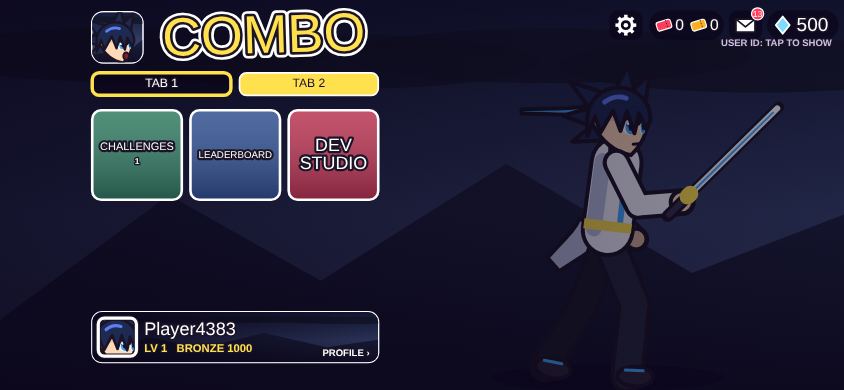 COMBO
0
0
13
500
USER ID: TAP TO SHOW
TAB 1
TAB 2
CHALLENGES
1
LEADERBOARD
DEV
STUDIO
Player4383
LV 1 BRONZE 1000
PROFILE ›